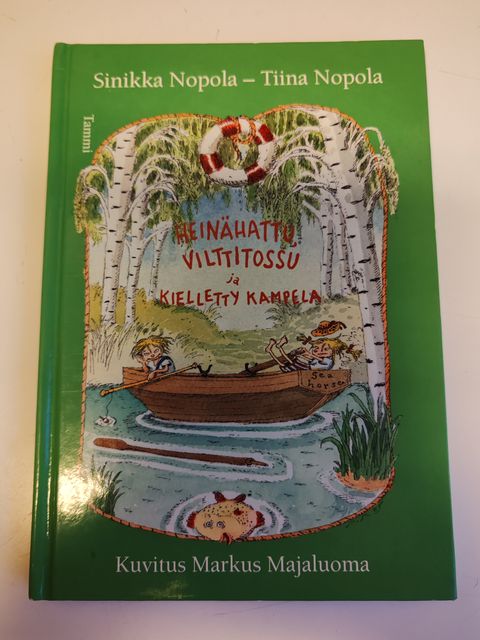 Sinikka Nopola – Tiina Nopola
Tammi
HEINÄHATTU,
VILTTITOSSU
ja
KIELLETTY KAMPELA
Sea
horse
Kuvitus Markus Majaluoma